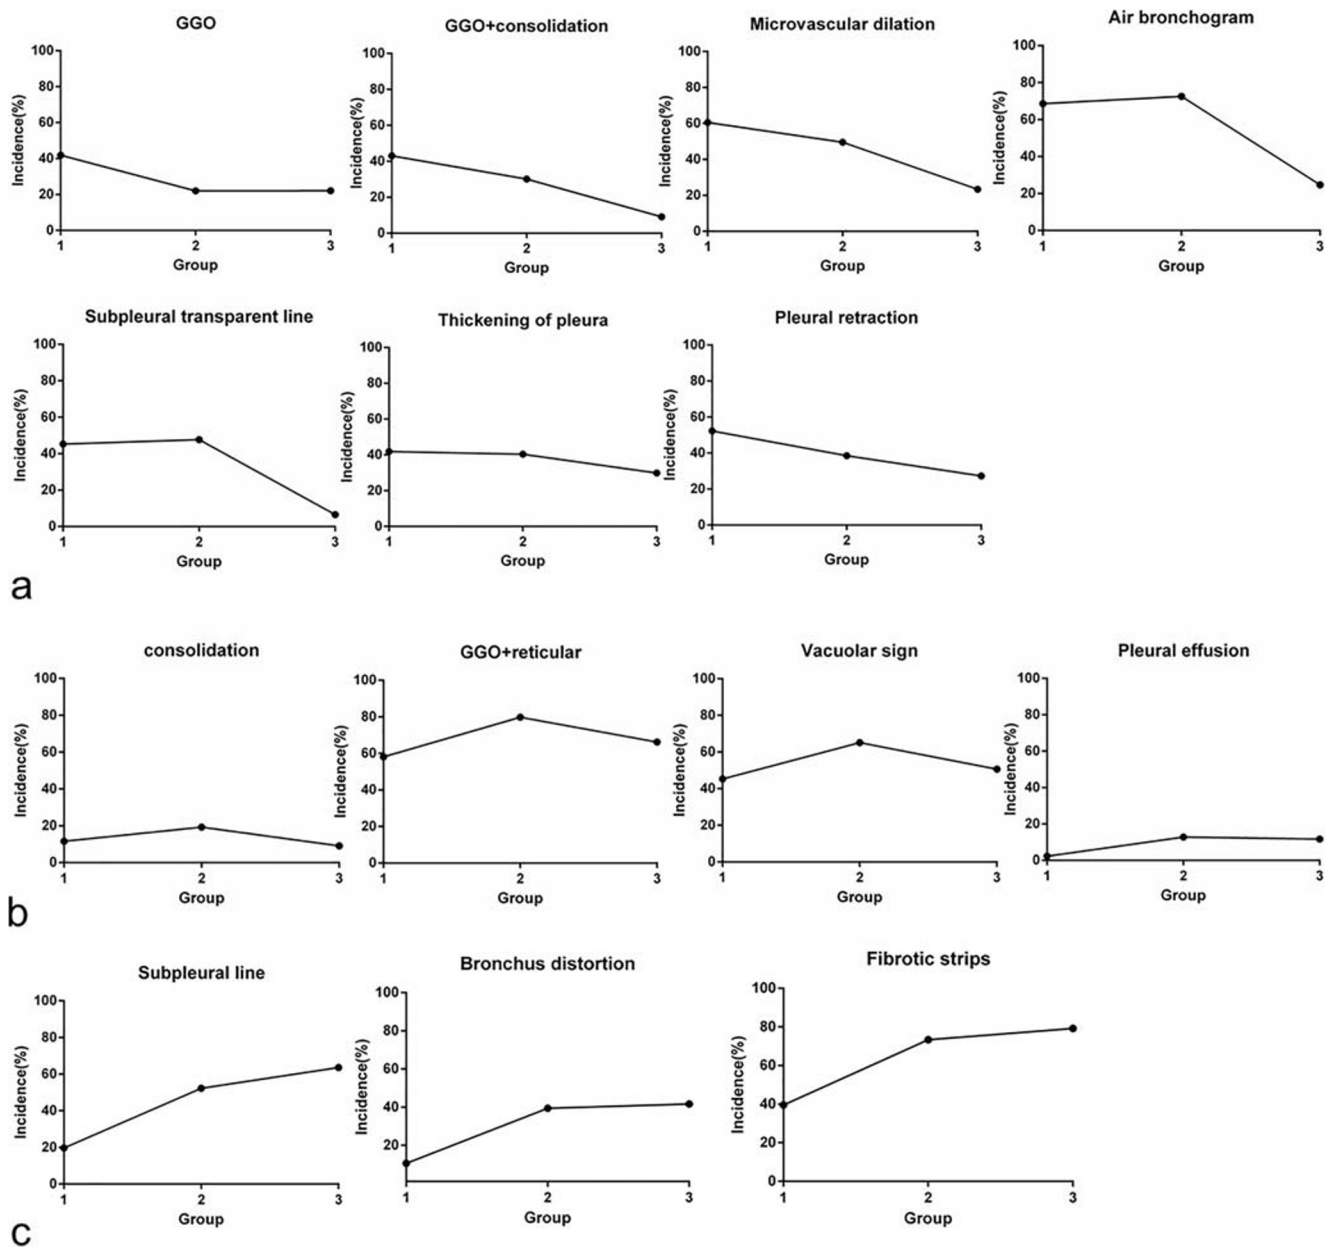 GGO
GGO+consolidation
Microvascular dilation
Air bronchogram
Incidence(%)
100
80
60
40
20
0
1 2 3
Group
Incidence(%)
100
80
60
40
20
0
1 2 3
Group
Incidence(%)
100
80
60
40
20
0
1 2 3
Group
Incidence(%)
100
80
60
40
20
0
1 2 3
Group
Subpleural transparent line
Thickening of pleura
Pleural retraction
Incidence(%)
100
80
60
40
20
0
1 2 3
Group
Incidence(%)
100
80
60
40
20
0
1 2 3
Group
Incidence(%)
100
80
60
40
20
0
1 2 3
Group
a
consolidation
GGO+reticular
Vacuolar sign
Pleural effusion
Incidence(%)
100
80
60
40
20
0
1 2 3
Group
Incidence(%)
100
80
60
40
20
0
1 2 3
Group
Incidence(%)
100
80
60
40
20
0
1 2 3
Group
Incidence(%)
100
80
60
40
20
0
1 2 3
Group
b
Subpleural line
Bronchus distortion
Fibrotic strips
Incidence(%)
100
80
60
40
20
0
1 2 3
Group
Incidence(%)
100
80
60
40
20
1 2 3
Group
Incidence(%)
100
80
60
40
20
0
1 2 3
Group
c